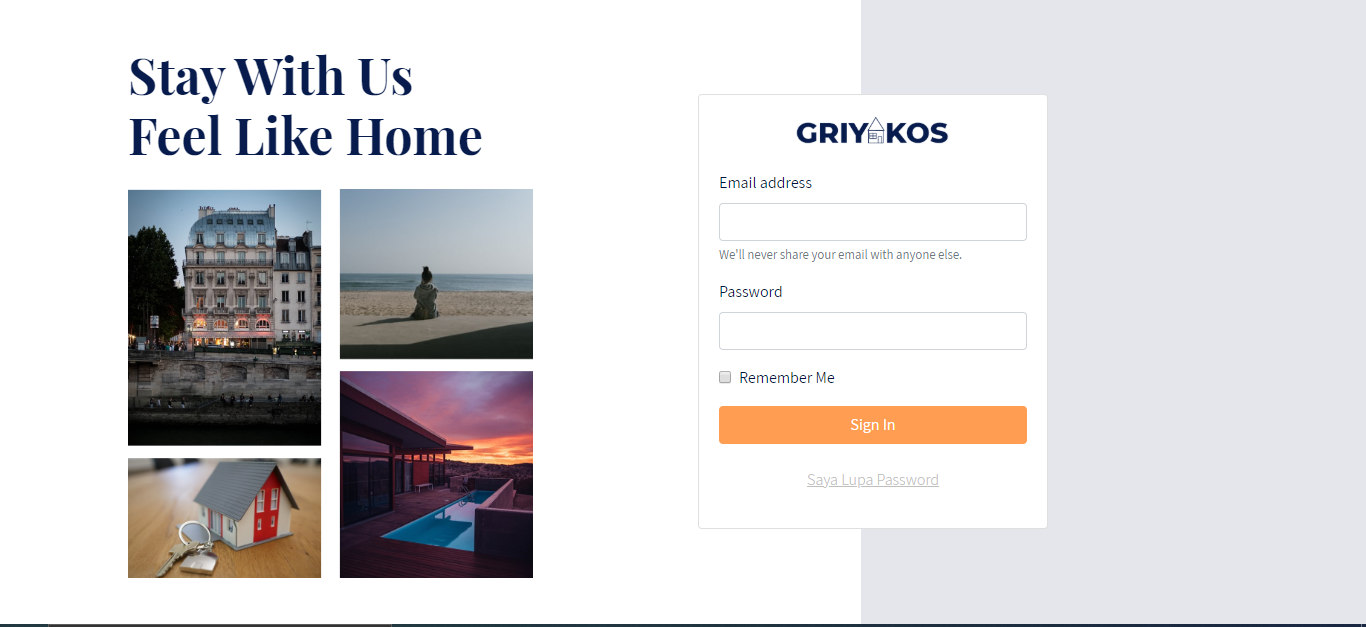 Stay With Us
Feel Like Home
GRIYAKOS
Email address
We'll never share your email with anyone else.
Password
Remember Me
Sign In
Saya Lupa Password